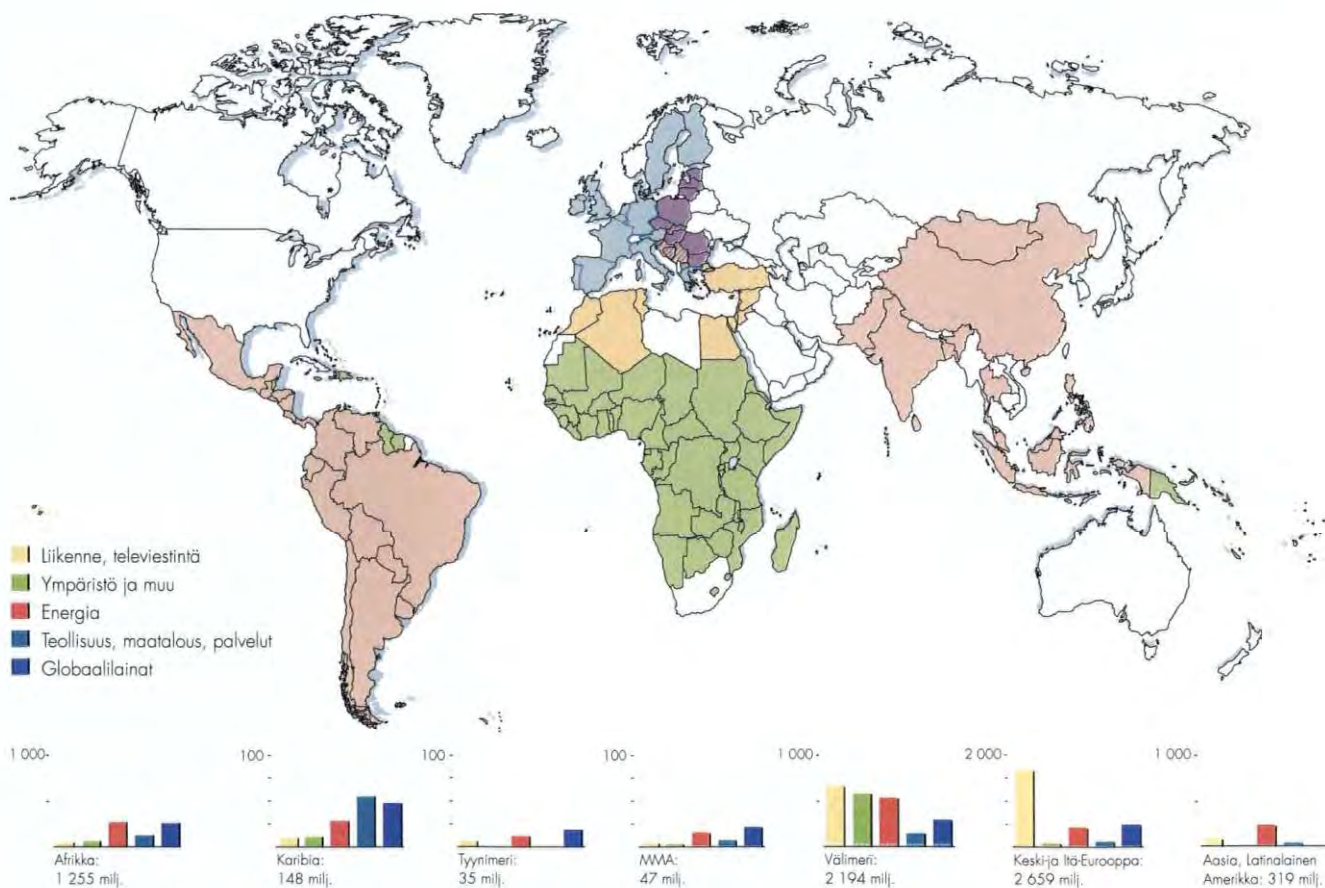 Liikenne, televiestintä
Ympäristö ja muu
Energia
Teollisuus, maatalous, palvelut
Globaalilainat
1 000-
100-
100-
100-
1 000-
2 000-
1 000-
Afrikka:
1 255 milj.
Karibia:
148 milj.
Tyynimeri:
35 milj.
MMA:
47 milj.
Välimeri:
2 194 milj.
Keski-ja Itä-Eurooppa:
2 659 milj.
Aasia, Latinalainen
Amerikka: 319 milj.